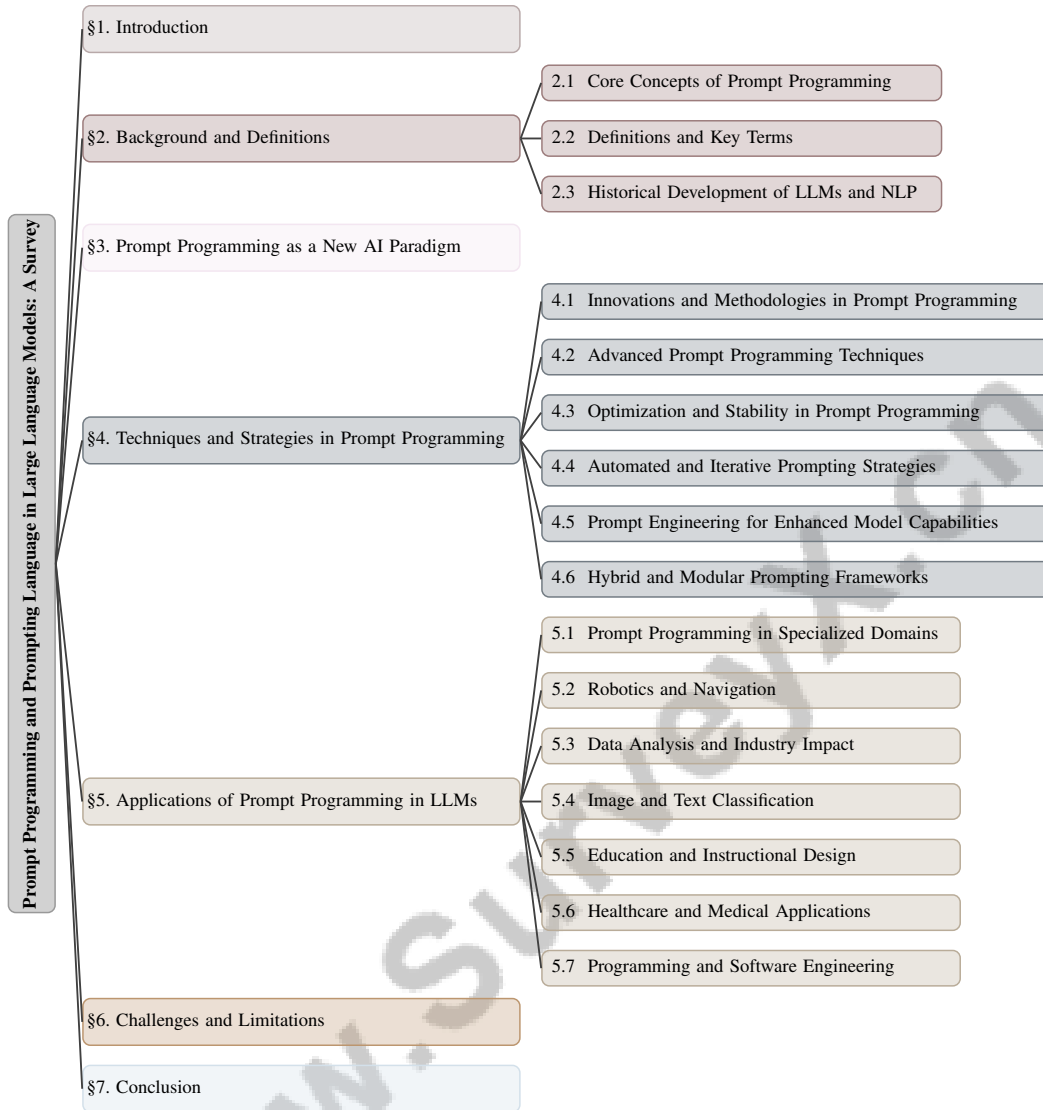 Prompt Programming and Prompting Language in Large Language Models: A Survey
§1. Introduction
§2. Background and Definitions
2.1 Core Concepts of Prompt Programming
2.2 Definitions and Key Terms
2.3 Historical Development of LLMs and NLP
§3. Prompt Programming as a New AI Paradigm
§4. Techniques and Strategies in Prompt Programming
4.1 Innovations and Methodologies in Prompt Programming
4.2 Advanced Prompt Programming Techniques
4.3 Optimization and Stability in Prompt Programming
4.4 Automated and Iterative Prompting Strategies
4.5 Prompt Engineering for Enhanced Model Capabilities
4.6 Hybrid and Modular Prompting Frameworks
§5. Applications of Prompt Programming in LLMs
5.1 Prompt Programming in Specialized Domains
5.2 Robotics and Navigation
5.3 Data Analysis and Industry Impact
5.4 Image and Text Classification
5.5 Education and Instructional Design
5.6 Healthcare and Medical Applications
5.7 Programming and Software Engineering
§6. Challenges and Limitations
§7. Conclusion
w.SurveyX.cn